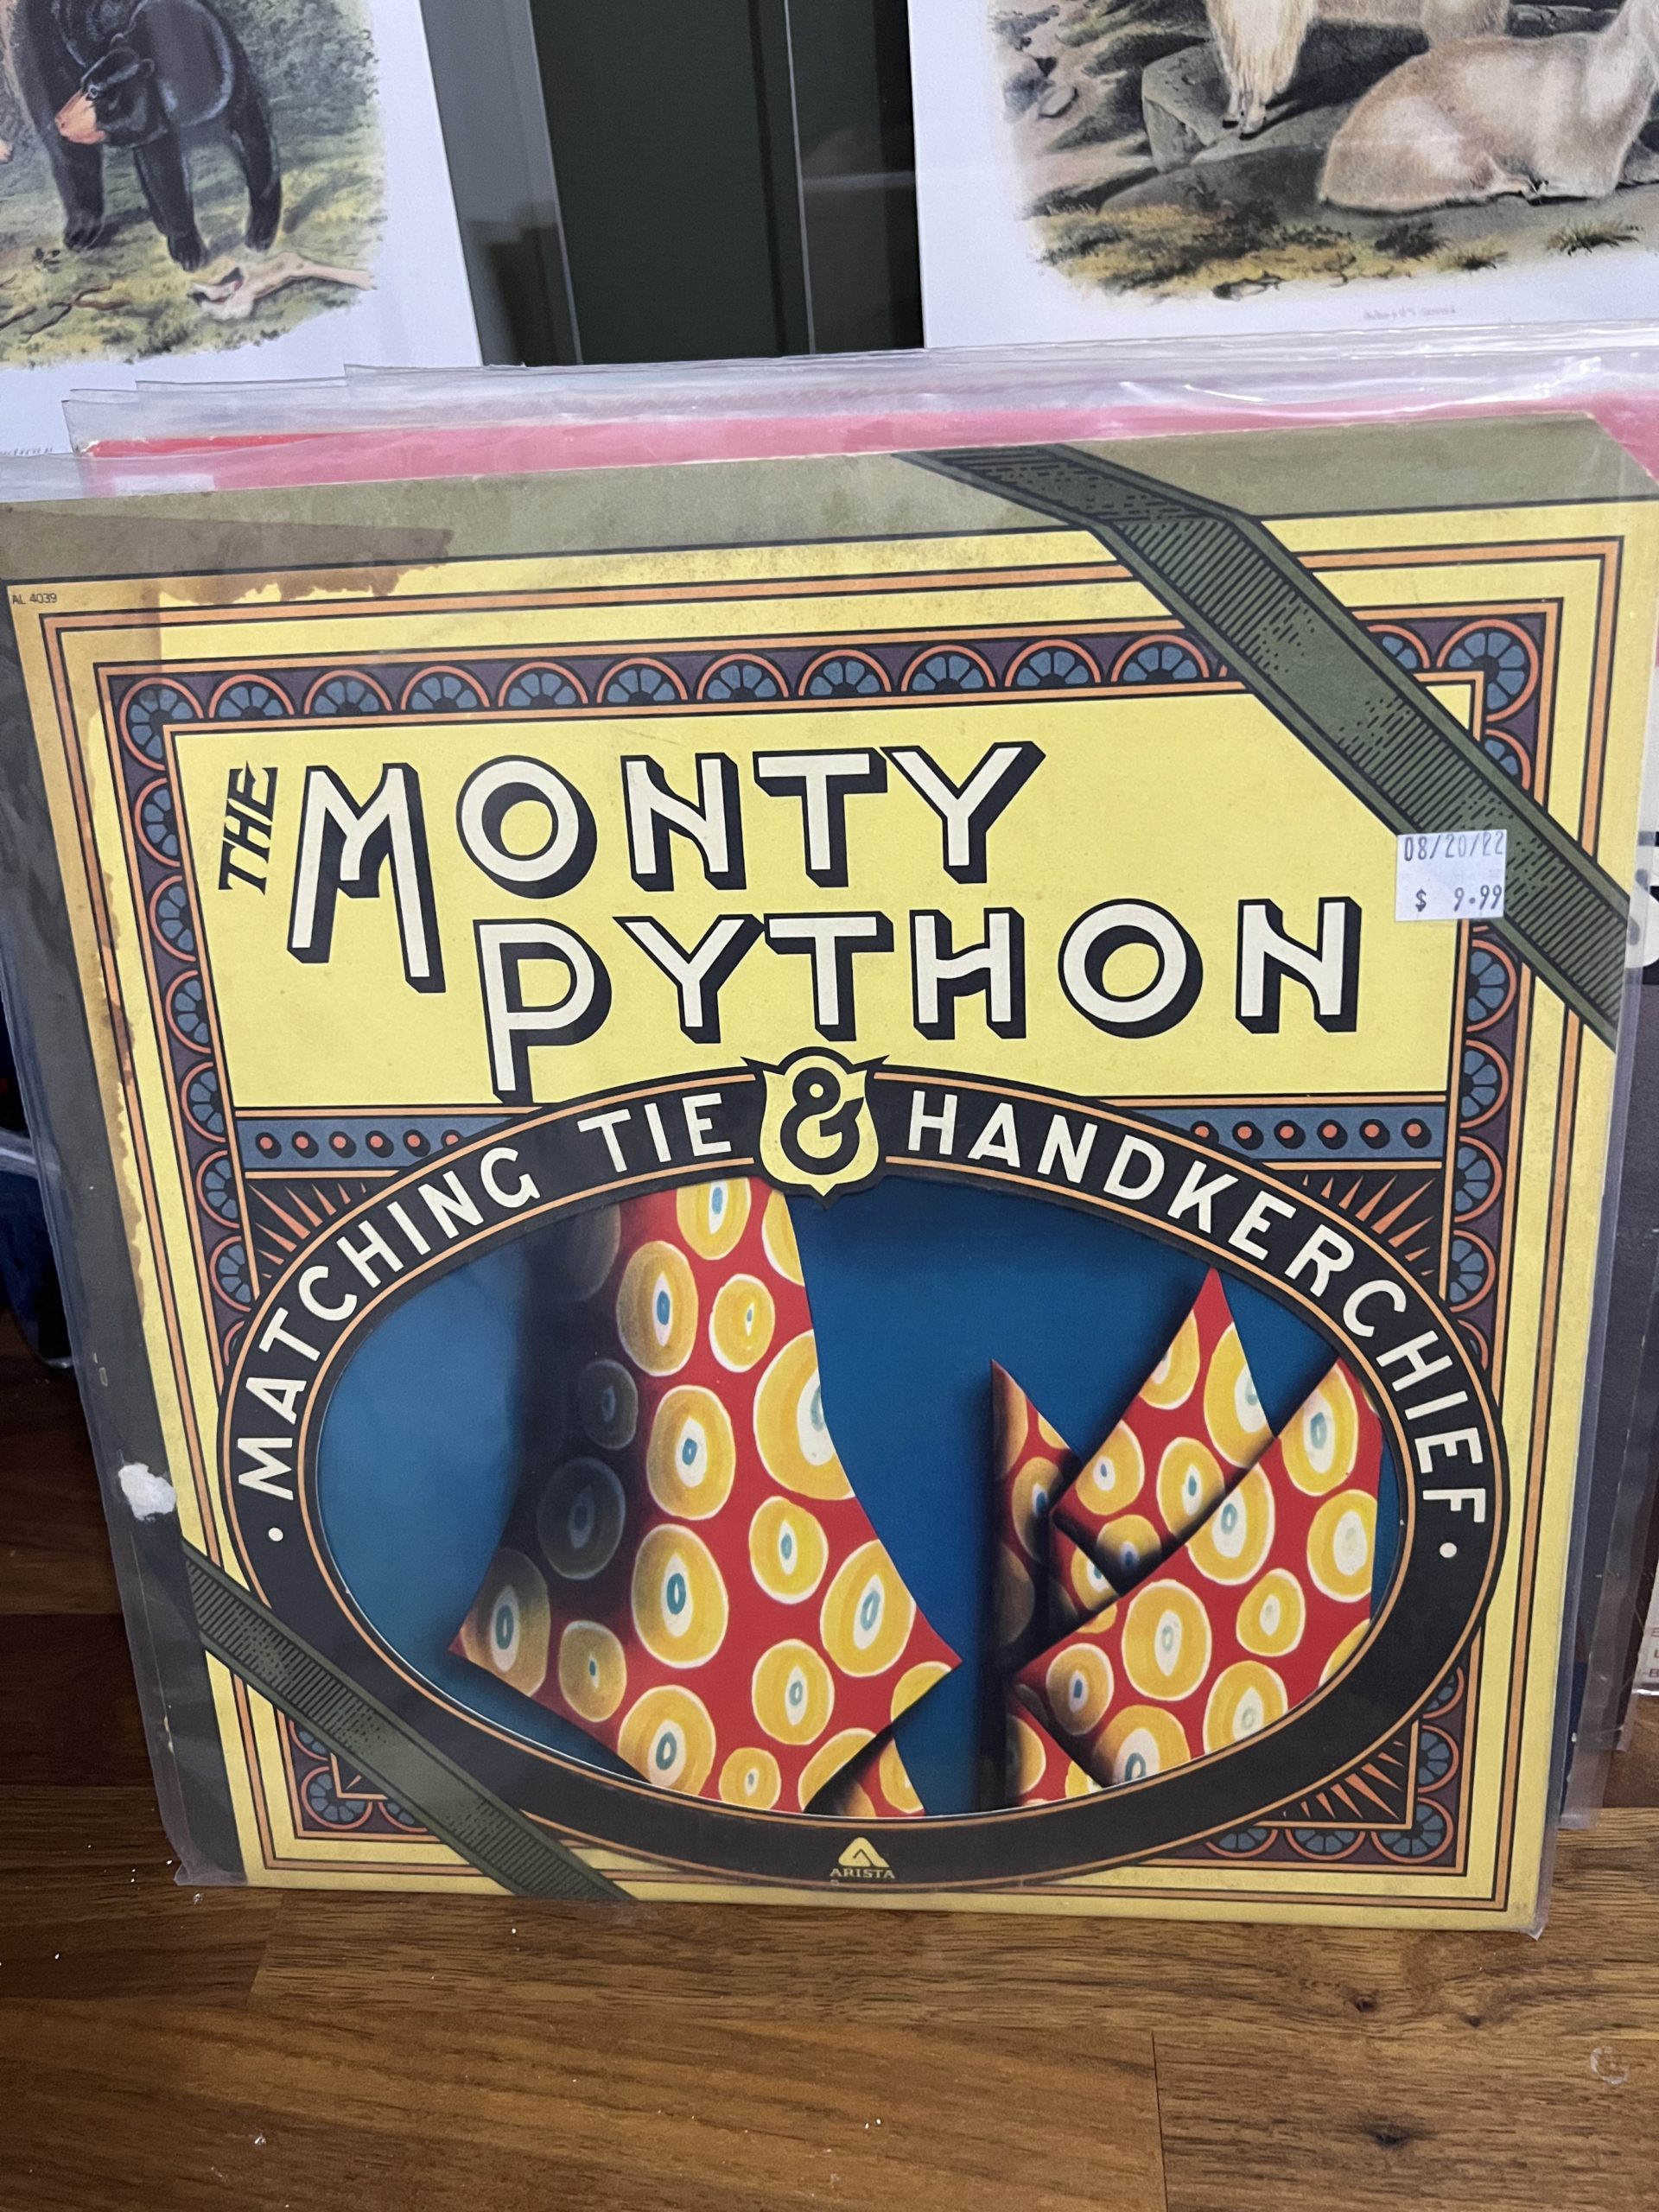 AL 4039
THE MONTY
PYTHON
08/20/22
$ 9.99
• MATCHING TIE & HANDKERCHIEF •
ARISTA